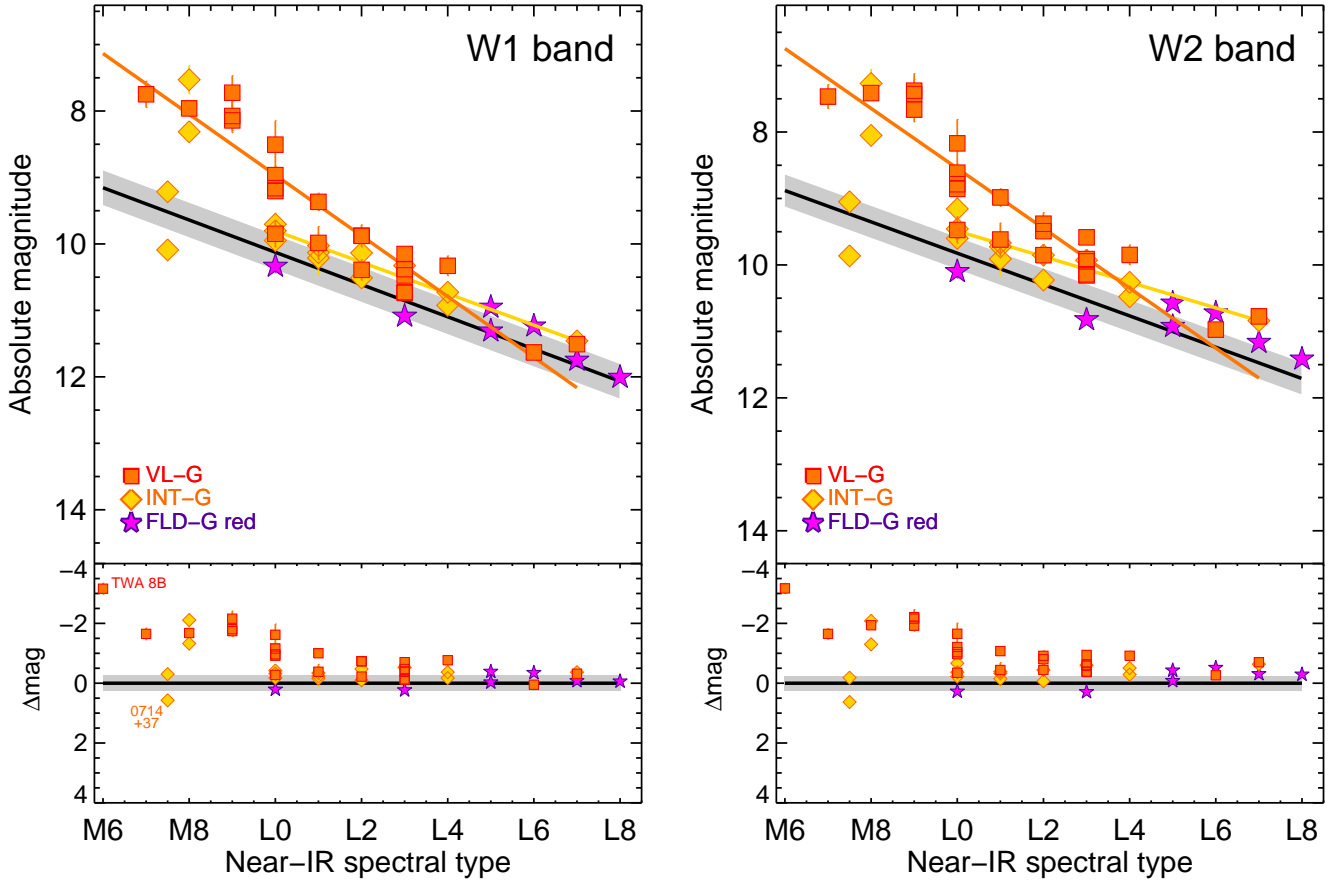 W1 band
Absolute magnitude
8
10
12
14
VL−G
INT−G
FLD−G red
−4
−2
0
2
4
Δmag
TWA 8B
0714
+37
M6 M8 L0 L2 L4 L6 L8
Near−IR spectral type
W2 band
Absolute magnitude
8
10
12
14
VL−G
INT−G
FLD−G red
−4
−2
0
2
4
Δmag
M6 M8 L0 L2 L4 L6 L8
Near−IR spectral type